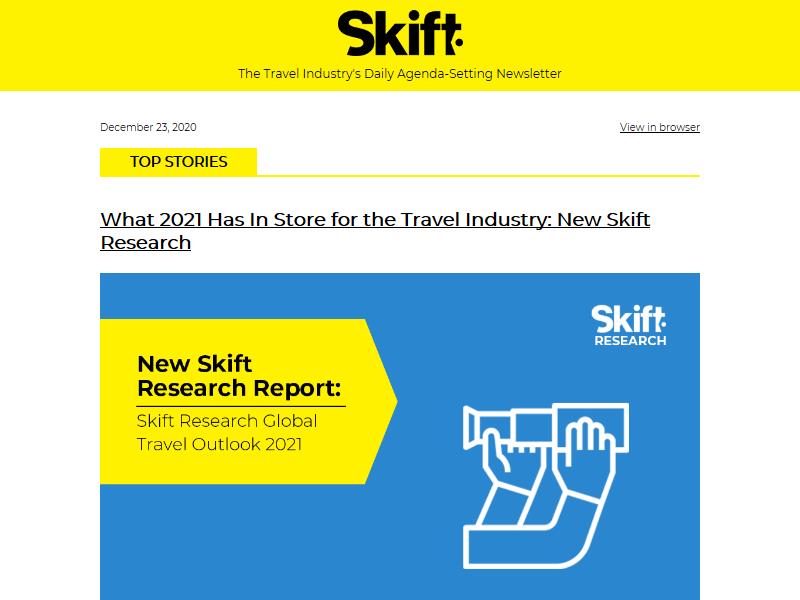 Skift
The Travel Industry's Daily Agenda-Setting Newsletter
December 23, 2020
View in browser
TOP STORIES
What 2021 Has In Store for the Travel Industry: New Skift
Research
Skift
RESEARCH
New Skift
Research Report:
Skift Research Global
Travel Outlook 2021